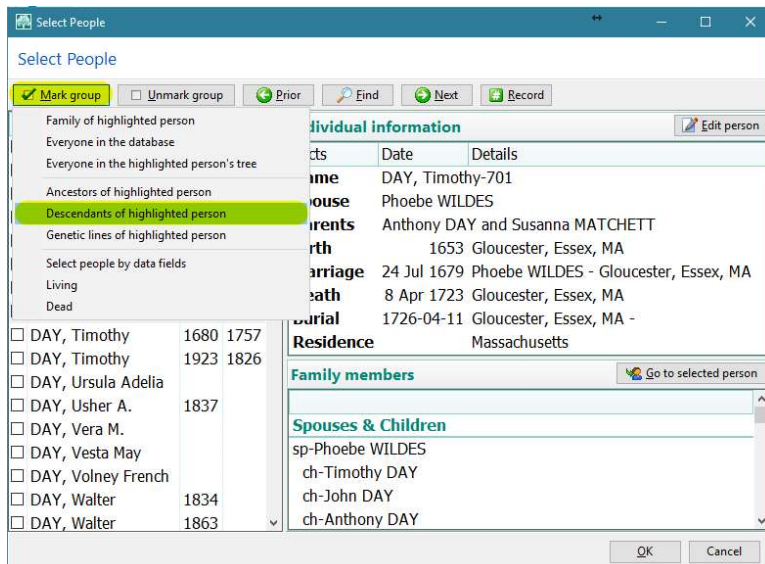 Select People
Select People
Mark group Unmark group Prior Find Next Record
Family of highlighted person
Everyone in the database
Everyone in the highlighted person's tree
Ancestors of highlighted person
Descendants of highlighted person
Genetic lines of highlighted person
Select people by data fields
Living
Dead
DAY, Timothy 1680 1757
DAY, Timothy 1923 1826
DAY, Ursula Adelia
DAY, Usher A. 1837
DAY, Vera M.
DAY, Vesta May
DAY, Volney French
DAY, Walter 1834
DAY, Walter 1863
dividual information Edit person
cts Date Details
me DAY, Timothy-701
ouse Phoebe WILDES
rents Anthony DAY and Susanna MATCHETT
rth 1653 Gloucester, Essex, MA
arriage 24 Jul 1679 Phoebe WILDES - Gloucester, Essex, MA
eath 8 Apr 1723 Gloucester, Essex, MA
Burial 1726-04-11 Gloucester, Essex, MA -
Residence Massachusetts
Family members Go to selected person
Spouses & Children
sp-Phoebe WILDES
ch-Timothy DAY
ch-John DAY
ch-Anthony DAY
OK Cancel